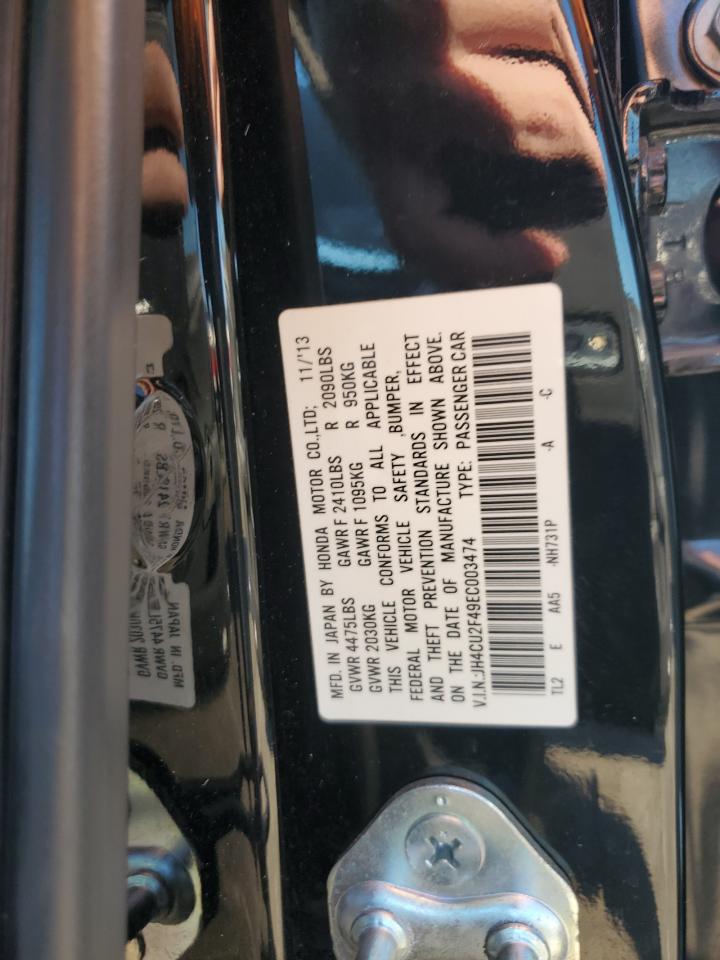 MFD. IN JAPAN BY HONDA MOTOR CO.,LTD; 11/'13
GVWR 4475LBS GAWR F 2410LBS R 2090LBS
GVWR 2030KG GAWR F 1095KG R 950KG
THIS VEHICLE CONFORMS TO ALL APPLICABLE
FEDERAL MOTOR VEHICLE SAFETY ,BUMPER,
AND THEFT PREVENTION STANDARDS IN EFFECT
ON THE DATE OF MANUFACTURE SHOWN ABOVE.
V.I.N.:JH4CU2F49EC003474 TYPE: PASSENGER CAR
TL2 E AA5 -NH731P -A -C